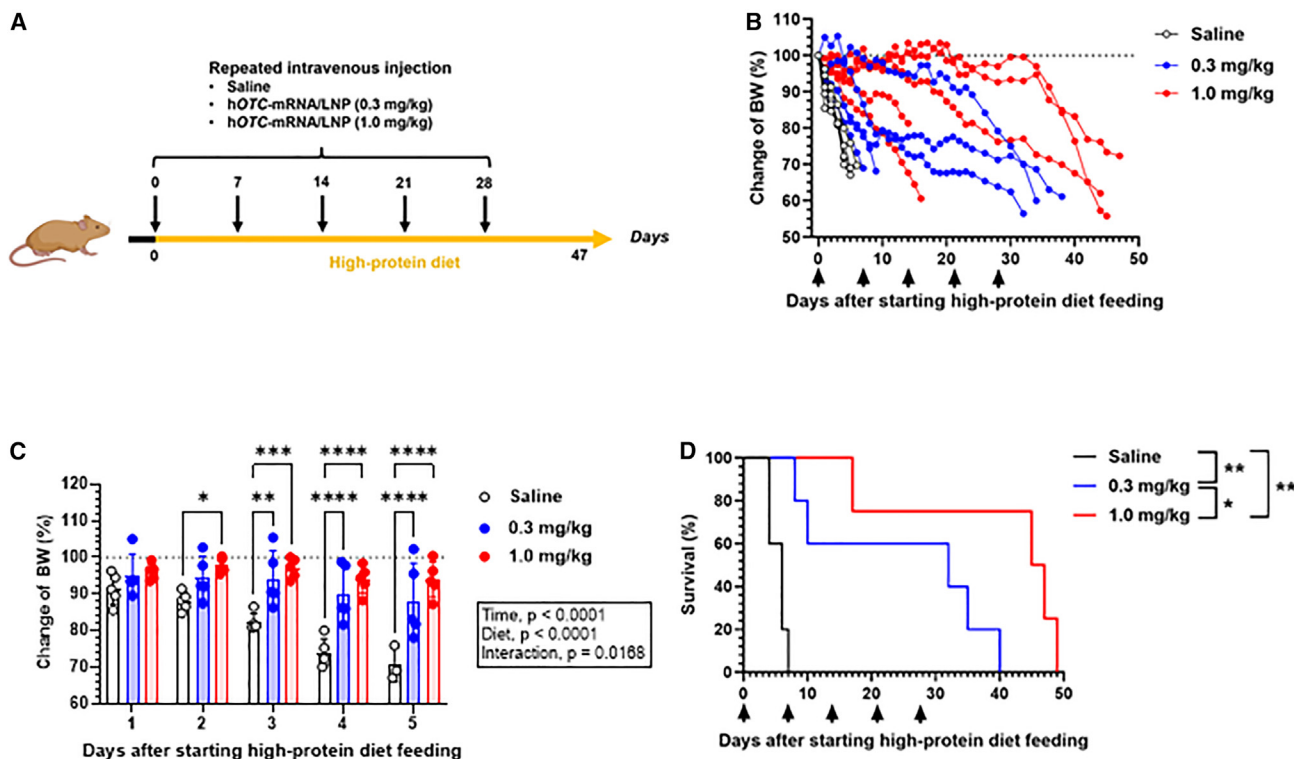 A
Repeated intravenous injection
• Saline
• hOTC-mRNA/LNP (0.3 mg/kg)
• hOTC-mRNA/LNP (1.0 mg/kg)
0 7 14 21 28
Days
0 47
High-protein diet
B
Change of BW (%)
110
100
90
80
70
60
50
0 10 20 30 40 50
Days after starting high-protein diet feeding
Saline
0.3 mg/kg
1.0 mg/kg
C
Change of BW (%)
120
110
100
90
80
70
60
* ** *** **** **** **** ****
1 2 3 4 5
Days after starting high-protein diet feeding
Saline
0.3 mg/kg
1.0 mg/kg
Time, p < 0.0001
Diet, p < 0.0001
Interaction, p = 0.0168
D
Survival (%)
100
80
60
40
20
0
0 10 20 30 40 50
Days after starting high-protein diet feeding
Saline
0.3 mg/kg
1.0 mg/kg
**
*
**